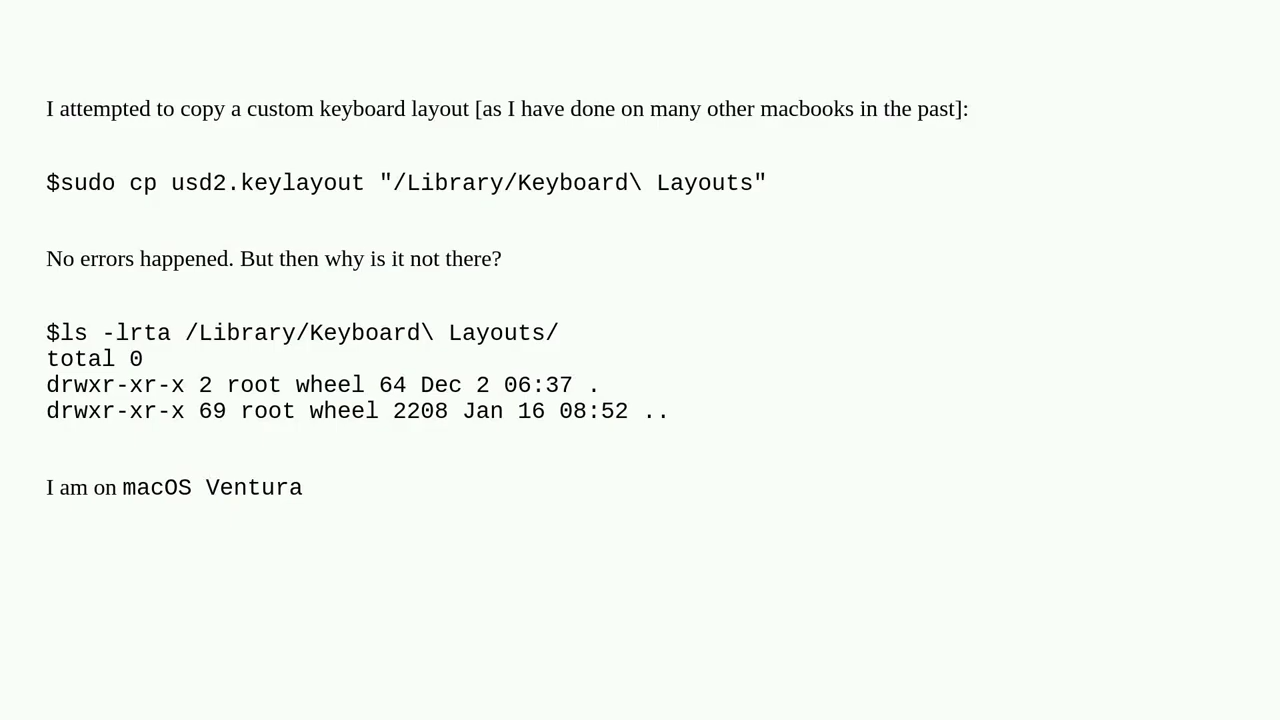 I attempted to copy a custom keyboard layout [as I have done on many other macbooks in the past]:
$sudo cp usd2.keylayout "/Library/Keyboard\ Layouts"
No errors happened. But then why is it not there?
$ls -lrta /Library/Keyboard\ Layouts/
total 0
drwxr-xr-x 2 root wheel 64 Dec 2 06:37 .
drwxr-xr-x 69 root wheel 2208 Jan 16 08:52 ..
I am on macOS Ventura